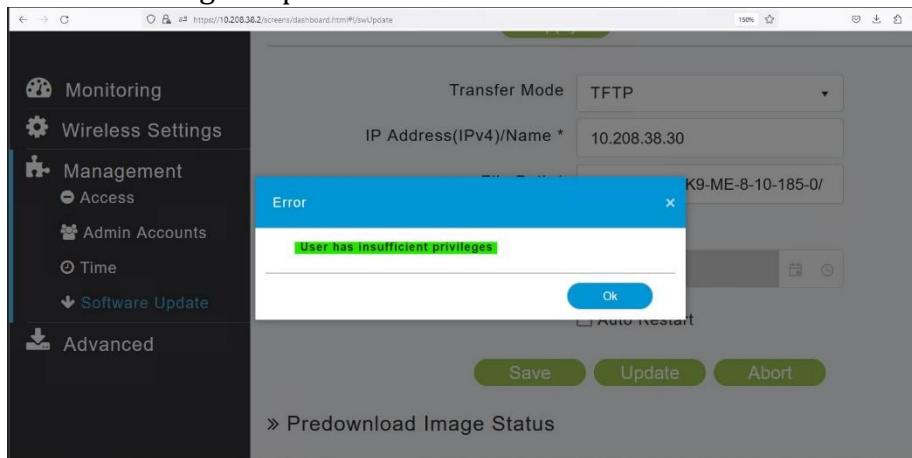 https://10.208.38.2/screens/dashboard.html#!/swUpdate
150%
Monitoring
Wireless Settings
Management
Access
Admin Accounts
Time
Software Update
Advanced
Transfer Mode
TFTP
IP Address(IPv4)/Name *
10.208.38.30
K9-ME-8-10-185-0/
Error
×
User has insufficient privileges
Ok
Auto Restart
Save
Update
Abort
» Predownload Image Status